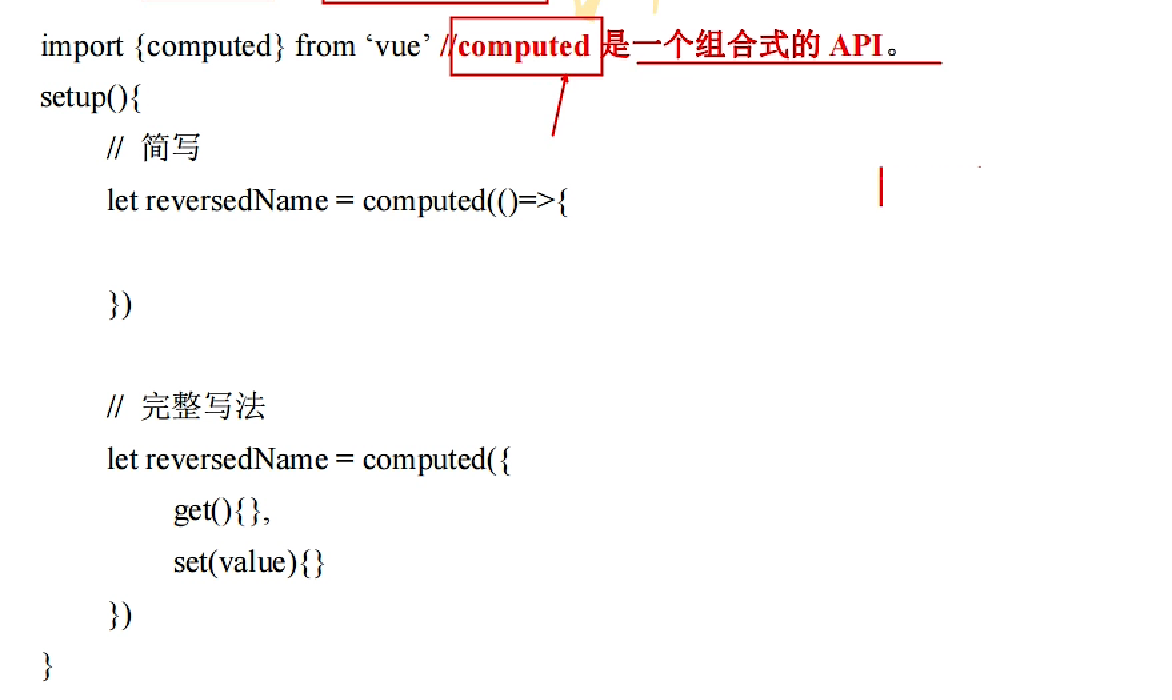 import {computed} from ‘vue’ //computed 是一个组合式的 API。
setup(){
// 简写
let reversedName = computed(()=>{
})
// 完整写法
let reversedName = computed({
get(){},
set(value){}
})
}